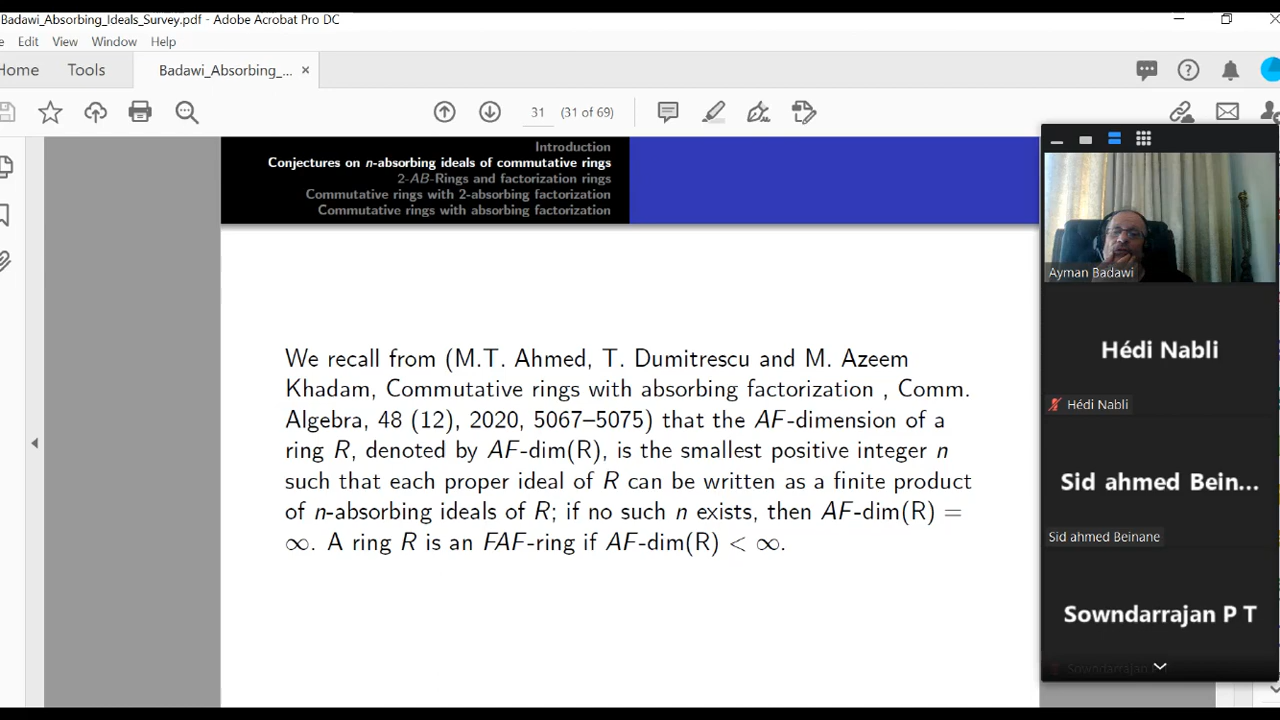 Badawi_Absorbing_Ideals_Survey.pdf - Adobe Acrobat Pro DC
Edit View Window Help
Home Tools Badawi_Absorbing_... ×
31 (31 of 69)
Introduction
Conjectures on n-absorbing ideals of commutative rings
2-AB-Rings and factorization rings
Commutative rings with 2-absorbing factorization
Commutative rings with absorbing factorization
We recall from (M.T. Ahmed, T. Dumitrescu and M. Azeem
Khadam, Commutative rings with absorbing factorization , Comm.
Algebra, 48 (12), 2020, 5067–5075) that the AF-dimension of a
ring R, denoted by AF-dim(R), is the smallest positive integer n
such that each proper ideal of R can be written as a finite product
of n-absorbing ideals of R; if no such n exists, then AF-dim(R) =
∞. A ring R is an FAF-ring if AF-dim(R) < ∞.
Ayman Badawi
Hédi Nabli
Hédi Nabli
Sid ahmed Bein...
Sid ahmed Beinane
Sowndarrajan P T